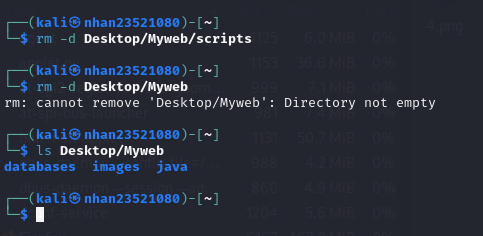 ┌──(kali㉿nhan23521080)-[~]
└─$ rm -d Desktop/Myweb/scripts
┌──(kali㉿nhan23521080)-[~]
└─$ rm -d Desktop/Myweb
rm: cannot remove 'Desktop/Myweb': Directory not empty
┌──(kali㉿nhan23521080)-[~]
└─$ ls Desktop/Myweb
databases  images  java
┌──(kali㉿nhan23521080)-[~]
└─$